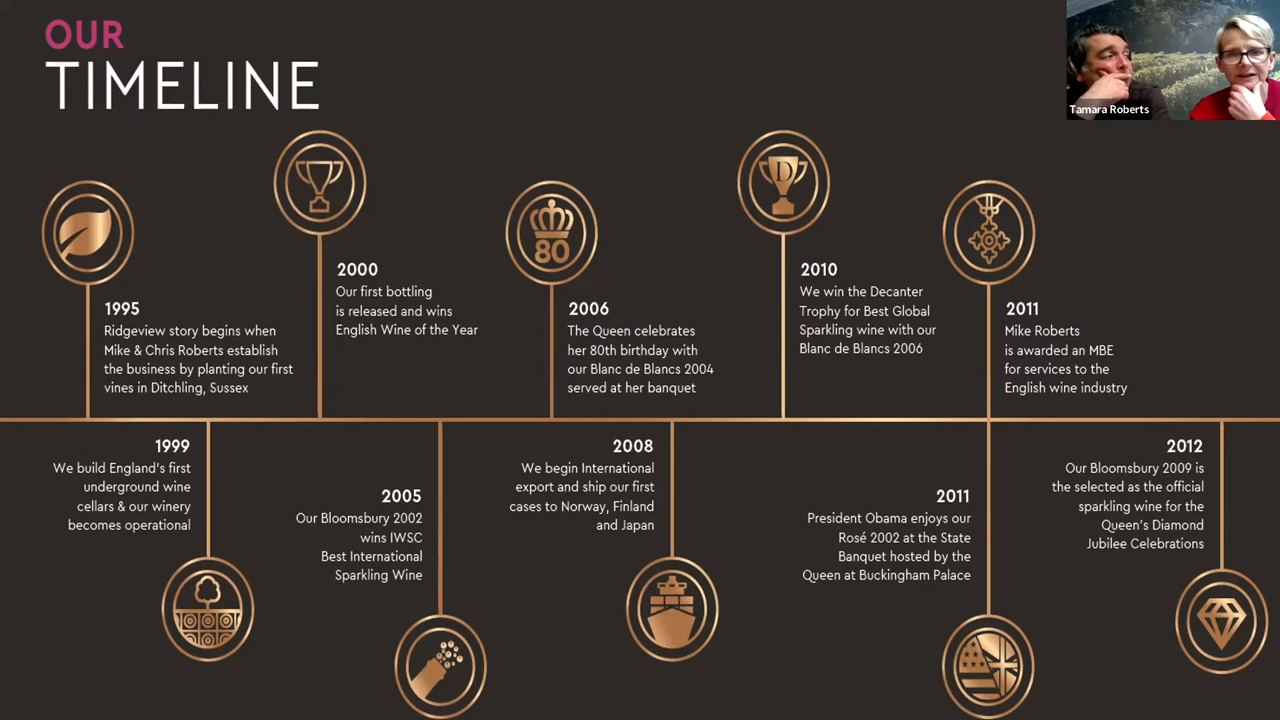 OUR
TIMELINE
Tamara Roberts
80
D
1995
Ridgeview story begins when
Mike & Chris Roberts establish
the business by planting our first
vines in Ditchling, Sussex
2000
Our first bottling
is released and wins
English Wine of the Year
2006
The Queen celebrates
her 80th birthday with
our Blanc de Blancs 2004
served at her banquet
2010
We win the Decanter
Trophy for Best Global
Sparkling wine with our
Blanc de Blancs 2006
2011
Mike Roberts
is awarded an MBE
for services to the
English wine industry
1999
We build England's first
underground wine
cellars & our winery
becomes operational
2005
Our Bloomsbury 2002
wins IWSC
Best International
Sparkling Wine
2008
We begin International
export and ship our first
cases to Norway, Finland
and Japan
2011
President Obama enjoys our
Rosé 2002 at the State
Banquet hosted by the
Queen at Buckingham Palace
2012
Our Bloomsbury 2009 is
the selected as the official
sparkling wine for the
Queen's Diamond
Jubilee Celebrations